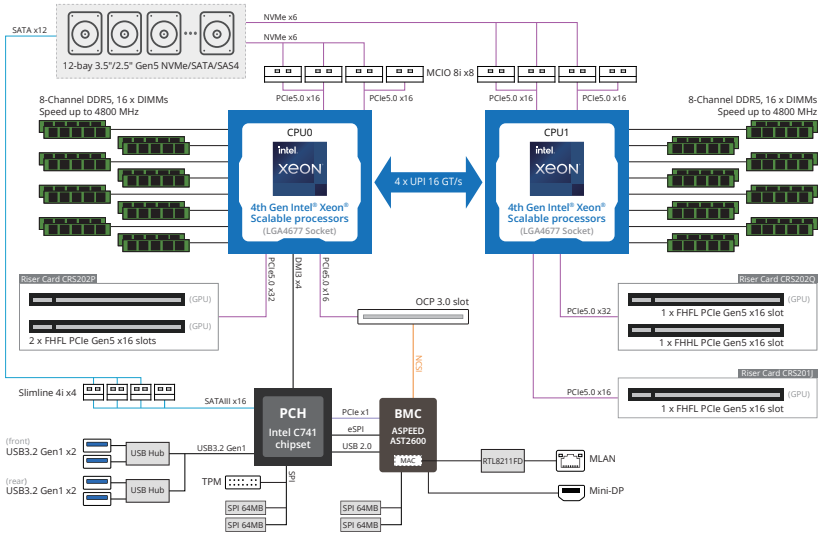 SATA x12
NVMe x6
NVMe x6
12-bay 3.5"/2.5" Gen5 NVMe/SATA/SAS4
MCIO 8i x8
PCIe5.0 x16
PCIe5.0 x16
PCIe5.0 x16
PCIe5.0 x16
8-Channel DDR5, 16 x DIMMs
Speed up to 4800 MHz
8-Channel DDR5, 16 x DIMMs
Speed up to 4800 MHz
CPU0
intel.
xeon
4th Gen Intel® Xeon®
Scalable processors
(LGA4677 Socket)
4 x UPI 16 GT/s
CPU1
intel.
xeon
4th Gen Intel® Xeon®
Scalable processors
(LGA4677 Socket)
PCIe5.0 x32
DMI3 x4
PCIe5.0 x16
Riser Card CRS202P
(GPU)
(GPU)
2 x FHFL PCIe Gen5 x16 slots
OCP 3.0 slot
NCSI
PCIe5.0 x32
Riser Card CRS202Q
(GPU)
1 x FHFL PCIe Gen5 x16 slot
1 x FHHL PCIe Gen5 x16 slot
PCIe5.0 x16
Riser Card CRS201J
(GPU)
1 x FHFL PCIe Gen5 x16 slot
Slimline 4i x4
SATAIII x16
PCH
Intel C741
chipset
PCIe x1
eSPI
USB 2.0
BMC
ASPEED
AST2600
MAC
(front)
USB3.2 Gen1 x2
USB Hub
USB3.2 Gen1
(rear)
USB3.2 Gen1 x2
USB Hub
TPM
SPI
SPI 64MB
SPI 64MB
SPI 64MB
SPI 64MB
RTL8211FD
MLAN
Mini-DP